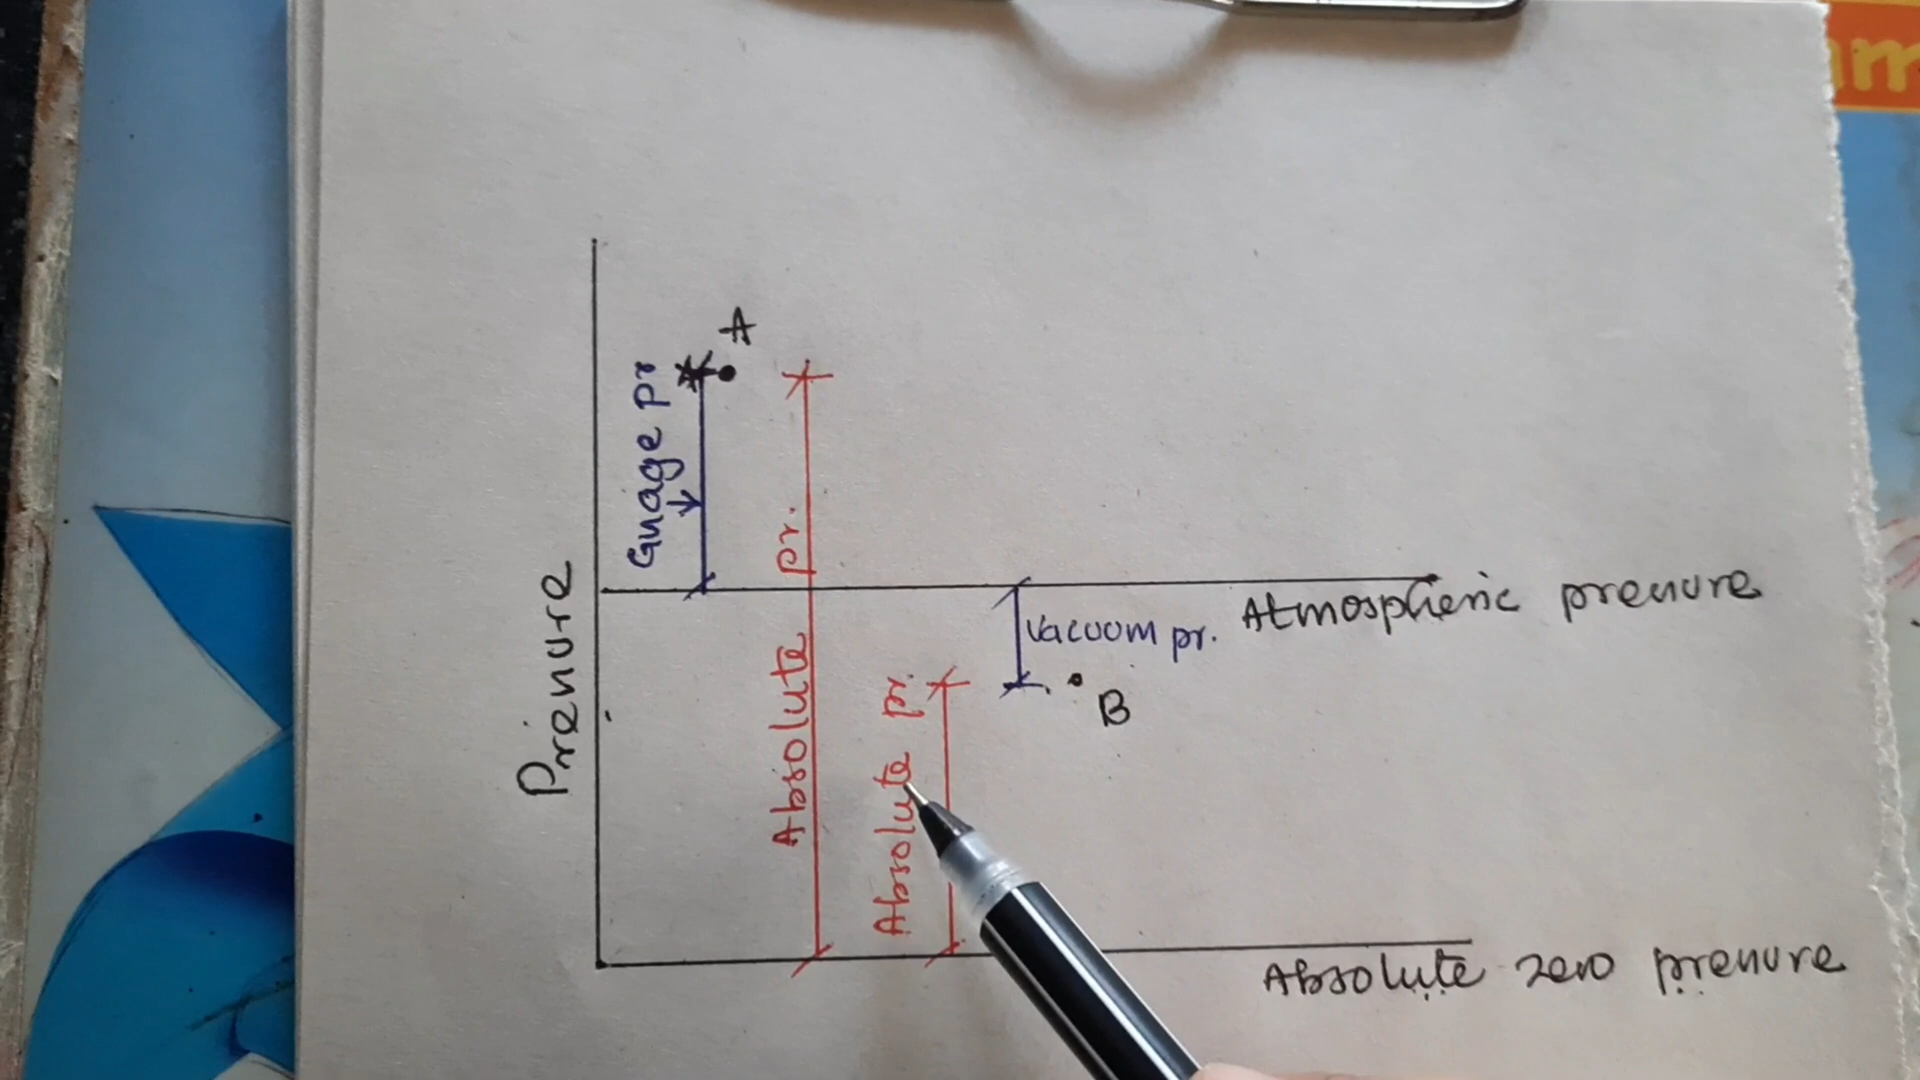 A
Guage pr
Absolute pr.
Pressure
Atmospheric pressure
Vacuum pr.
B
Absolute pr.
Absolute zero pressure